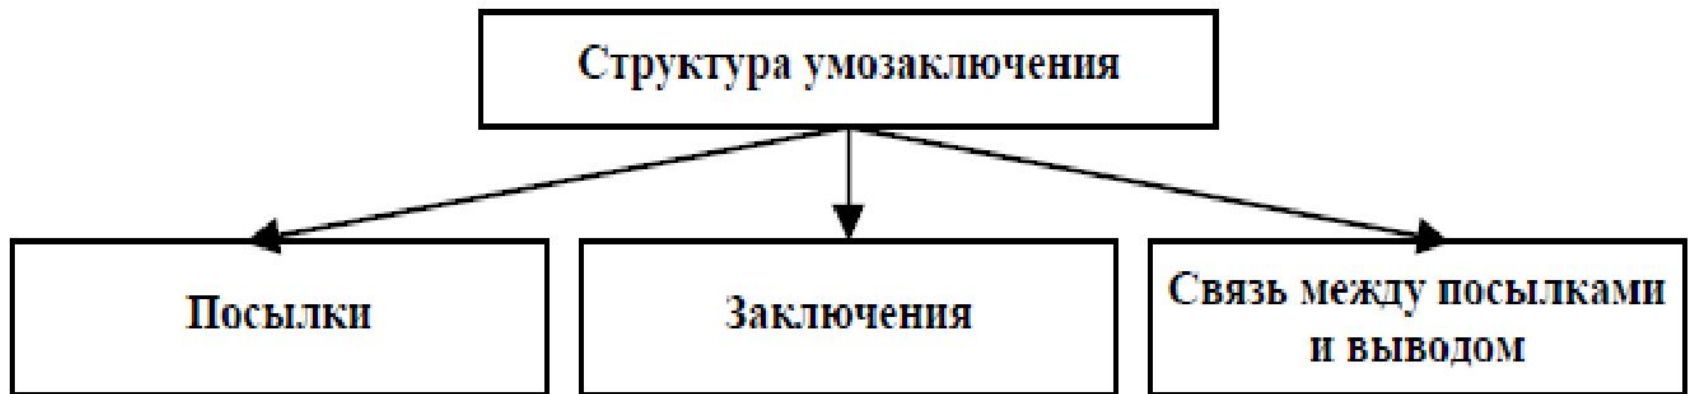 Структура умозаключения
Посылки
Заключения
Связь между посылками
и выводом